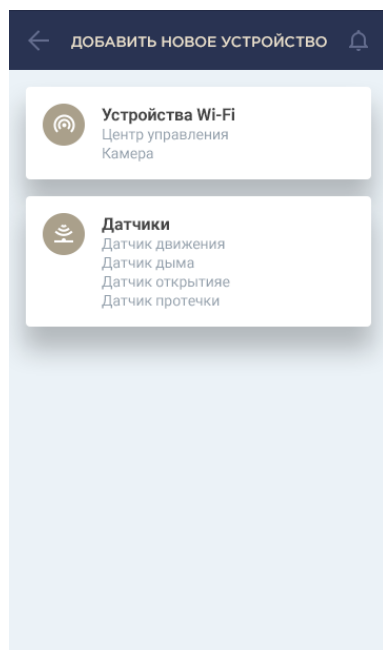 ДОБАВИТЬ НОВОЕ УСТРОЙСТВО
Устройства Wi-Fi
Центр управления
Камера
Датчики
Датчик движения
Датчик дыма
Датчик открытияе
Датчик протечки